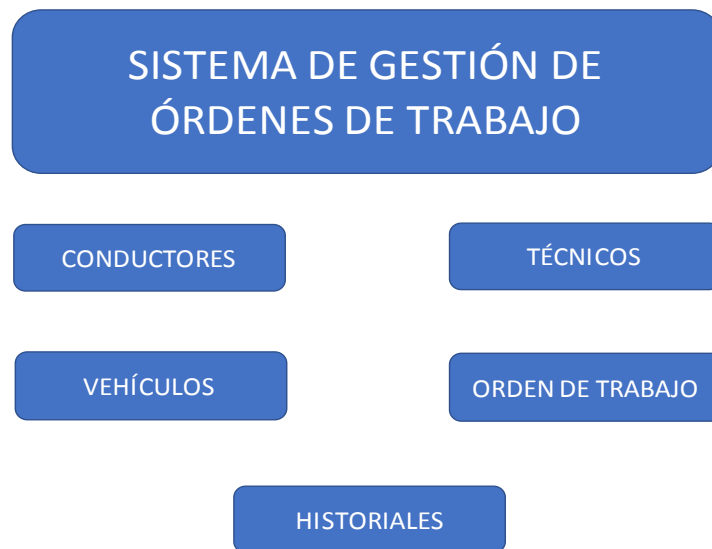 SISTEMA DE GESTIÓN DE
ÓRDENES DE TRABAJO
CONDUCTORES
TÉCNICOS
VEHÍCULOS
ORDEN DE TRABAJO
HISTORIALES